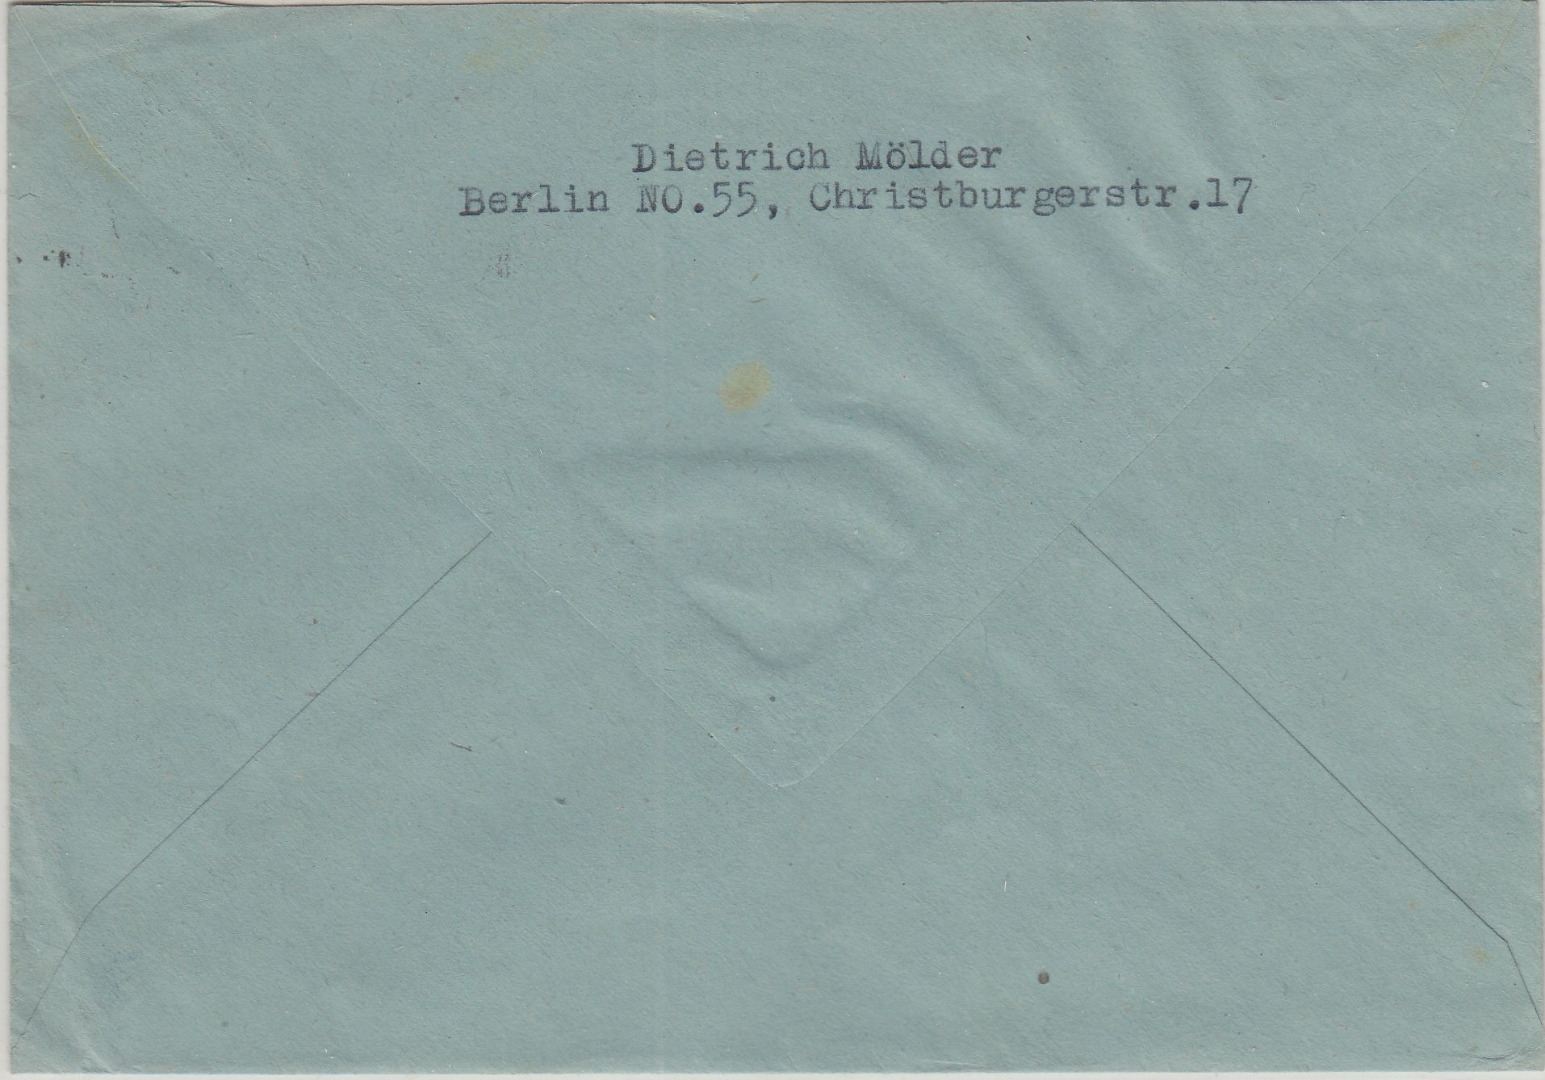 Dietrich Mölder
Berlin NO.55, Christburgerstr.17